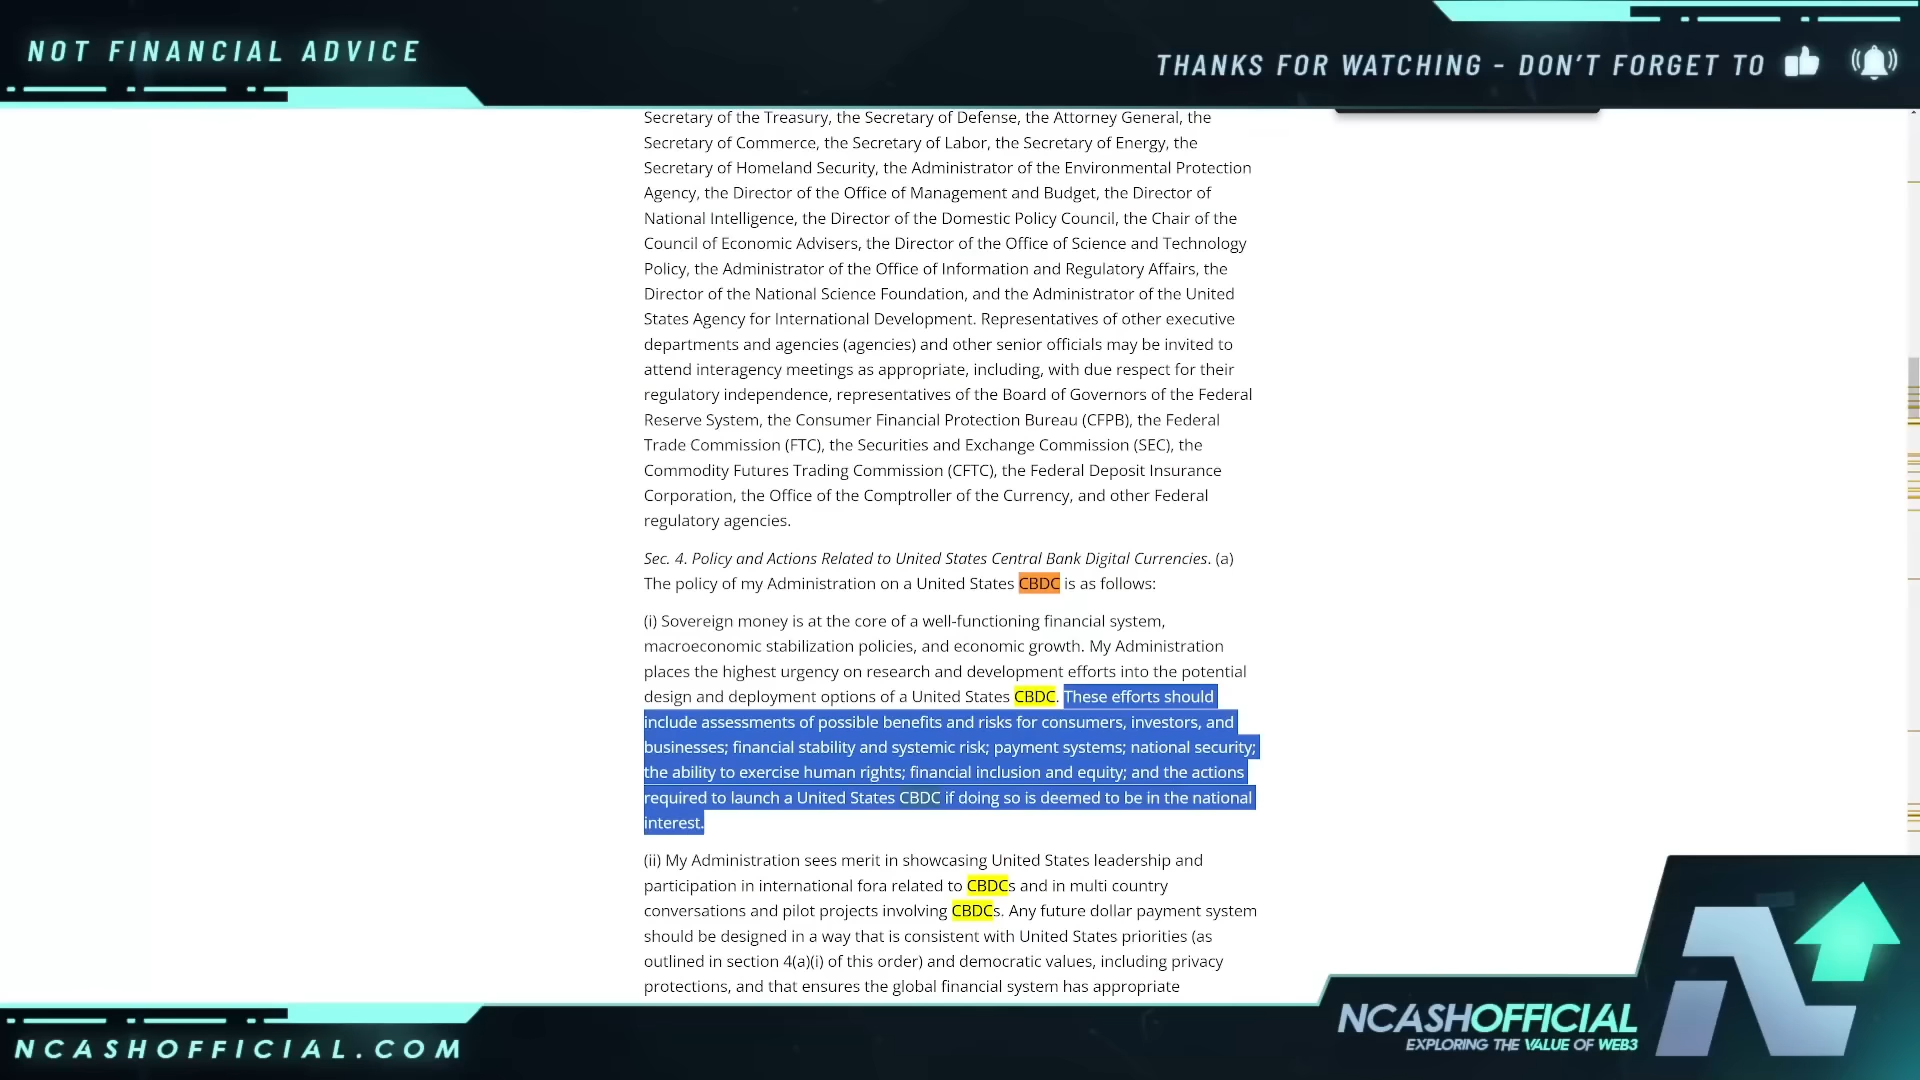 NOT FINANCIAL ADVICE
THANKS FOR WATCHING - DON'T FORGET TO
Secretary of the Treasury, the Secretary of Defense, the Attorney General, the
Secretary of Commerce, the Secretary of Labor, the Secretary of Energy, the
Secretary of Homeland Security, the Administrator of the Environmental Protection
Agency, the Director of the Office of Management and Budget, the Director of
National Intelligence, the Director of the Domestic Policy Council, the Chair of the
Council of Economic Advisers, the Director of the Office of Science and Technology
Policy, the Administrator of the Office of Information and Regulatory Affairs, the
Director of the National Science Foundation, and the Administrator of the United
States Agency for International Development. Representatives of other executive
departments and agencies (agencies) and other senior officials may be invited to
attend interagency meetings as appropriate, including, with due respect for their
regulatory independence, representatives of the Board of Governors of the Federal
Reserve System, the Consumer Financial Protection Bureau (CFPB), the Federal
Trade Commission (FTC), the Securities and Exchange Commission (SEC), the
Commodity Futures Trading Commission (CFTC), the Federal Deposit Insurance
Corporation, the Office of the Comptroller of the Currency, and other Federal
regulatory agencies.
Sec. 4. Policy and Actions Related to United States Central Bank Digital Currencies. (a)
The policy of my Administration on a United States CBDC is as follows:
(i) Sovereign money is at the core of a well-functioning financial system,
macroeconomic stabilization policies, and economic growth. My Administration
places the highest urgency on research and development efforts into the potential
design and deployment options of a United States CBDC. These efforts should
include assessments of possible benefits and risks for consumers, investors, and
businesses; financial stability and systemic risk; payment systems; national security;
the ability to exercise human rights; financial inclusion and equity; and the actions
required to launch a United States CBDC if doing so is deemed to be in the national
interest.
(ii) My Administration sees merit in showcasing United States leadership and
participation in international fora related to CBDCs and in multi country
conversations and pilot projects involving CBDCs. Any future dollar payment system
should be designed in a way that is consistent with United States priorities (as
outlined in section 4(a)(i) of this order) and democratic values, including privacy
protections, and that ensures the global financial system has appropriate
NCASHOFFICIAL
EXPLORING THE VALUE OF WEB3
NCASHOFFICIAL.COM